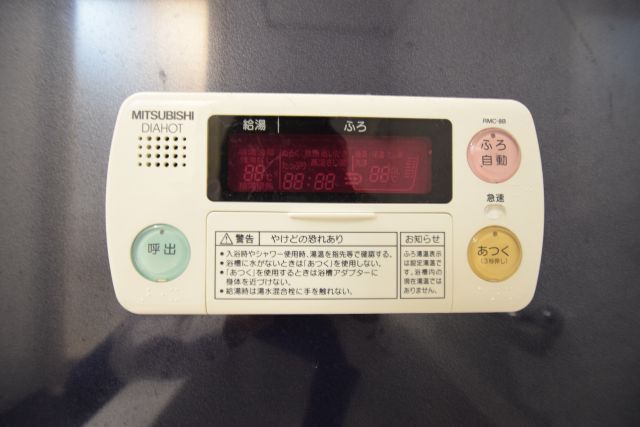 MITSUBISHI
DIAHOT
給湯
ふろ
RMC-8B
88
88:88
88
ふろ
自動
急速
呼出
あつく
(3秒押し)
⚠警告 やけどの恐れあり
•入浴時やシャワー使用時、湯温を指先等で確認する。
•浴槽に水がないときは「あつく」を使用しない。
•「あつく」を使用するときは浴槽アダプターに
身体を近づけない。
•給湯時は湯水混合栓に手を触れない。
お知らせ
ふろ湯温表示
は設定湯温で
す。浴槽内の
現在湯温では
ありません。